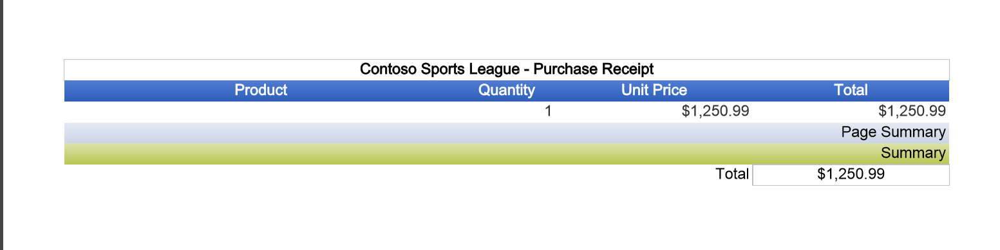 Contoso Sports League - Purchase Receipt
Product Quantity Unit Price Total
1 $1,250.99 $1,250.99
Page Summary
Summary
Total $1,250.99